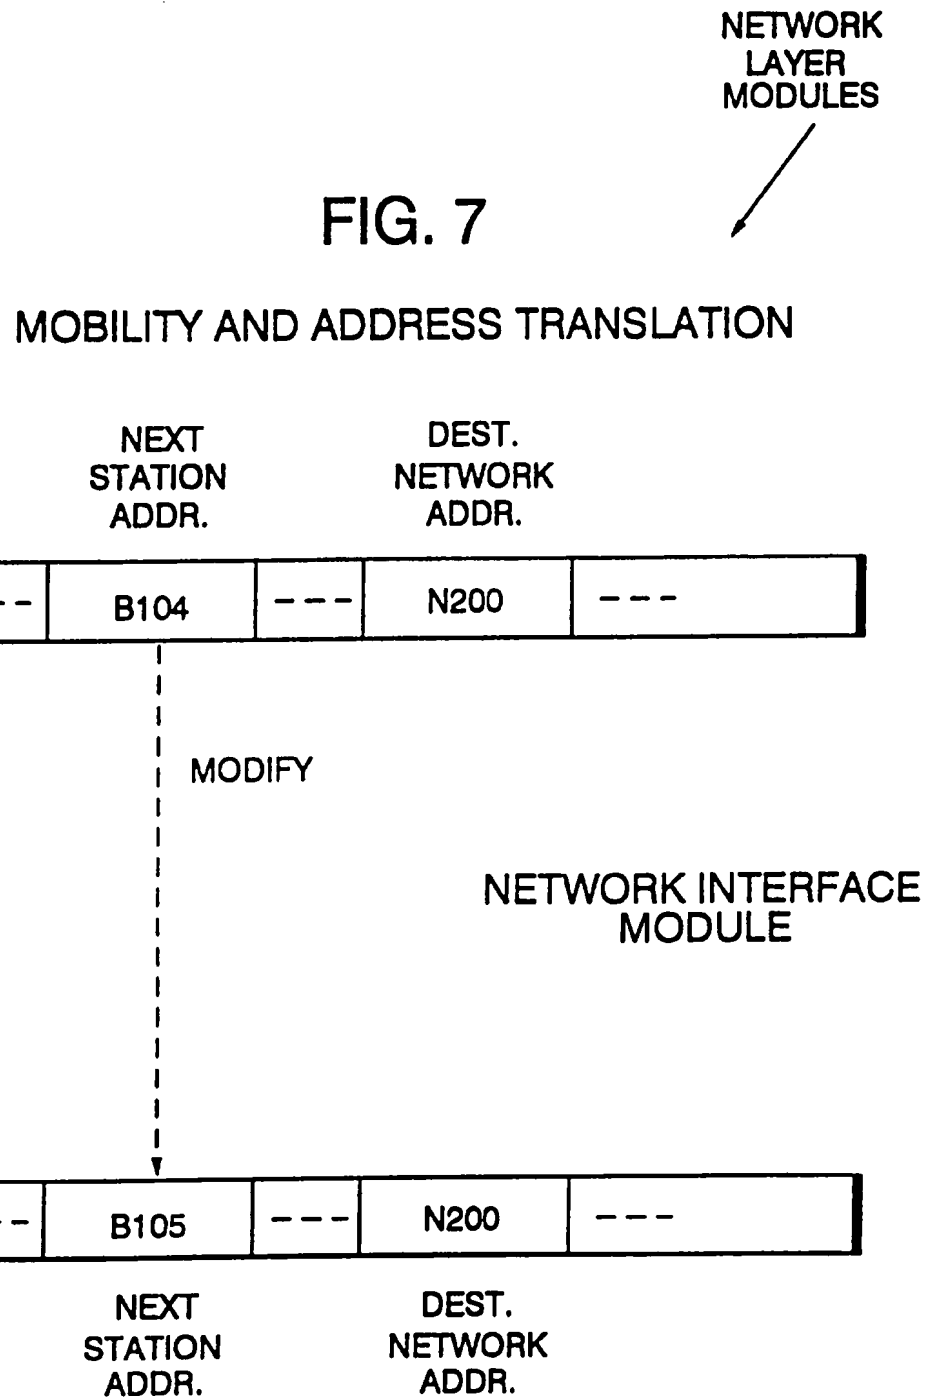 NETWORK
LAYER
MODULES
FIG. 7
MOBILITY AND ADDRESS TRANSLATION
NEXT
STATION
ADDR.
DEST.
NETWORK
ADDR.
-- B104 --- N200 ---
MODIFY
NETWORK INTERFACE
MODULE
-- B105 --- N200 ---
NEXT
STATION
ADDR.
DEST.
NETWORK
ADDR.